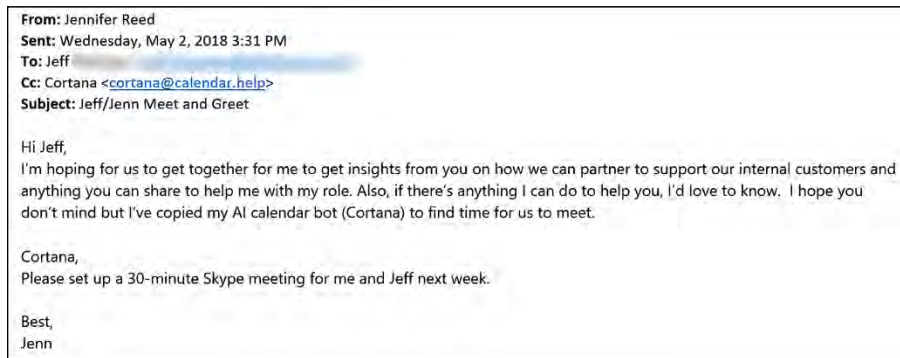 From: Jennifer Reed
Sent: Wednesday, May 2, 2018 3:31 PM
To: Jeff
Cc: Cortana <cortana@calendar.help>
Subject: Jeff/Jenn Meet and Greet
Hi Jeff,
I'm hoping for us to get together for me to get insights from you on how we can partner to support our internal customers and
anything you can share to help me with my role. Also, if there's anything I can do to help you, I'd love to know. I hope you
don't mind but I've copied my AI calendar bot (Cortana) to find time for us to meet.
Cortana,
Please set up a 30-minute Skype meeting for me and Jeff next week.
Best,
Jenn